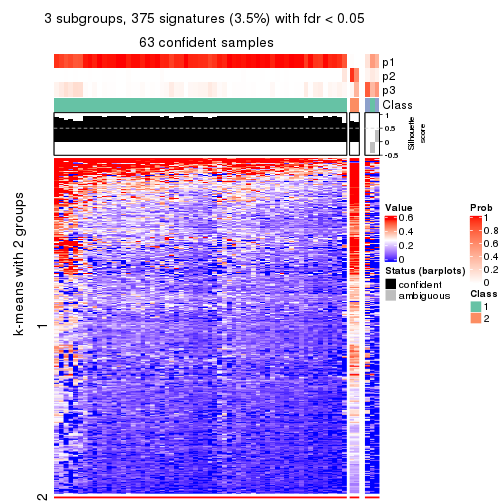 3 subgroups, 375 signatures (3.5%) with fdr < 0.05
63 confident samples
p1
p2
p3
Class
1
0.5
0
-0.5
Silhouette
score
k-means with 2 groups
1
2
Value
0.6
0.4
0.2
0
Status (barplots)
confident
ambiguous
Prob
1
0.8
0.6
0.4
0.2
0
Class
1
2